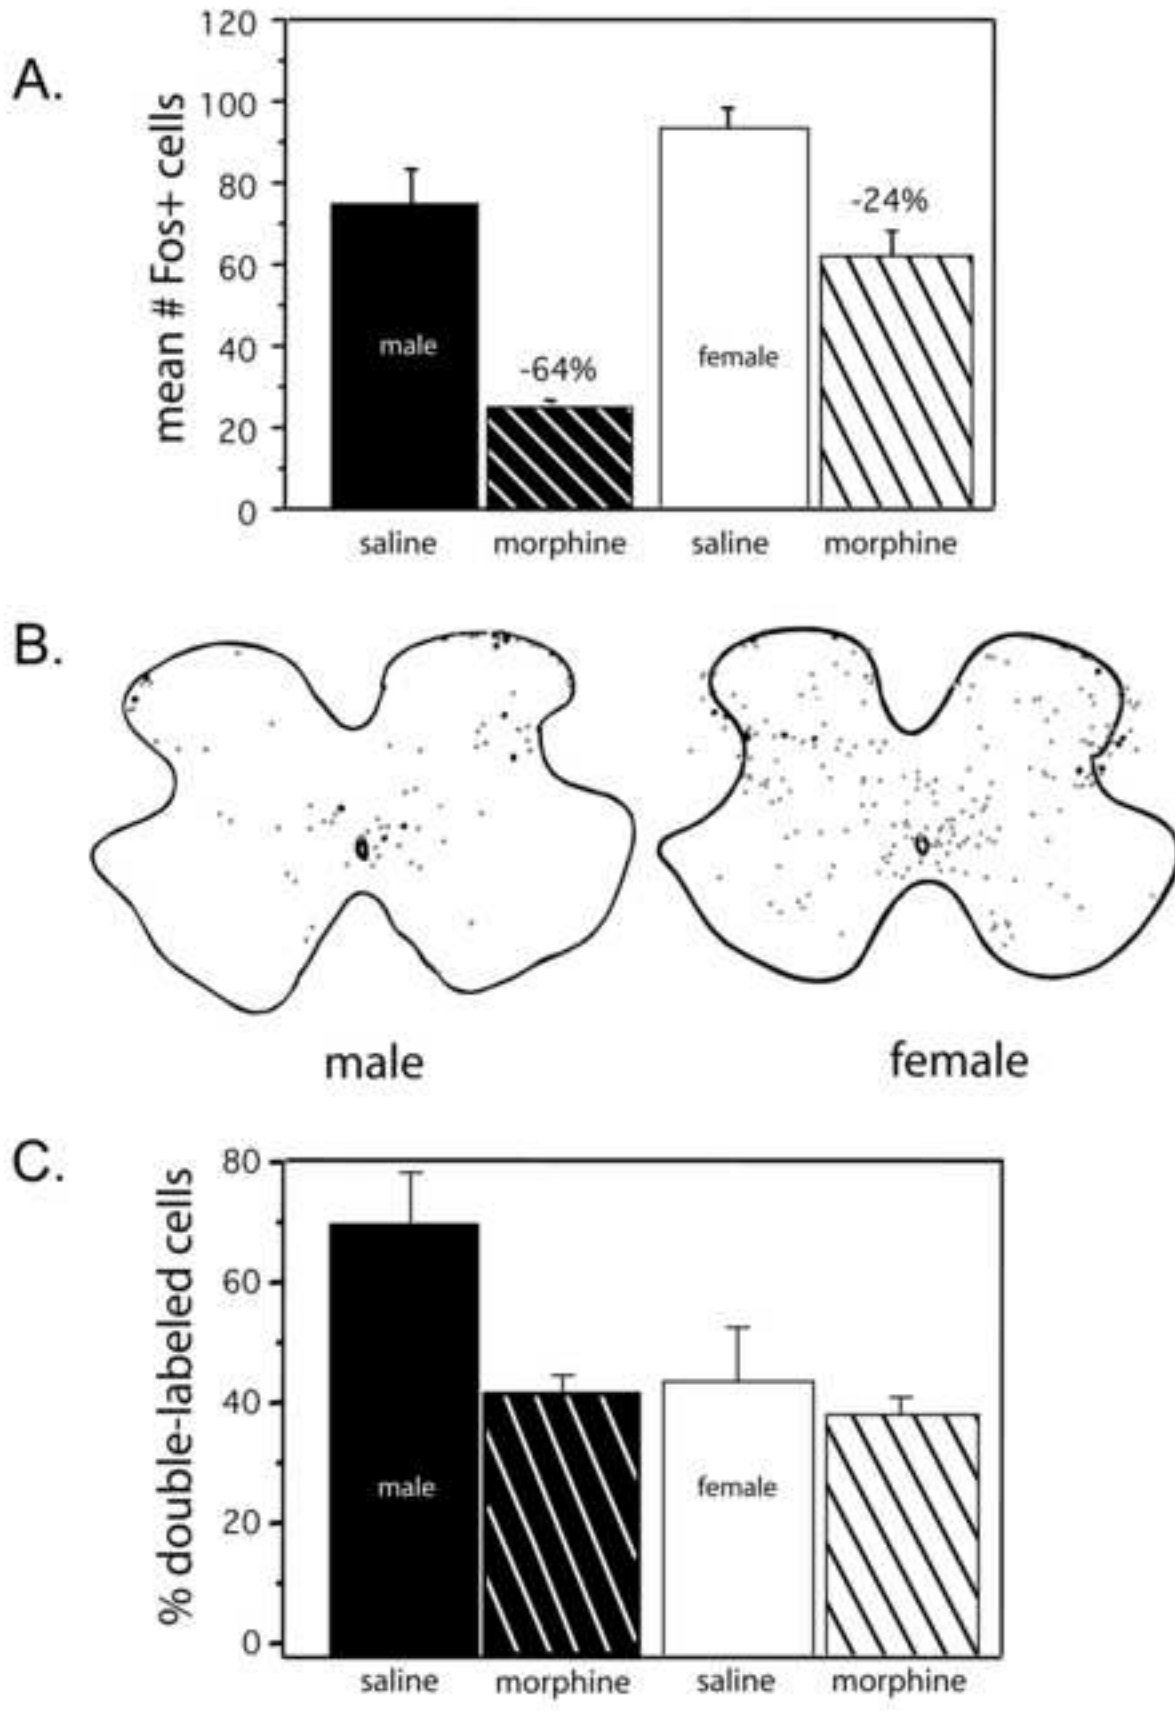 A.
mean # Fos+ cells
120
100
80
60
40
20
0
male
-64%
female
-24%
saline morphine saline morphine
B.
male female
C.
% double-labeled cells
80
60
40
20
0
male
female
saline morphine saline morphine